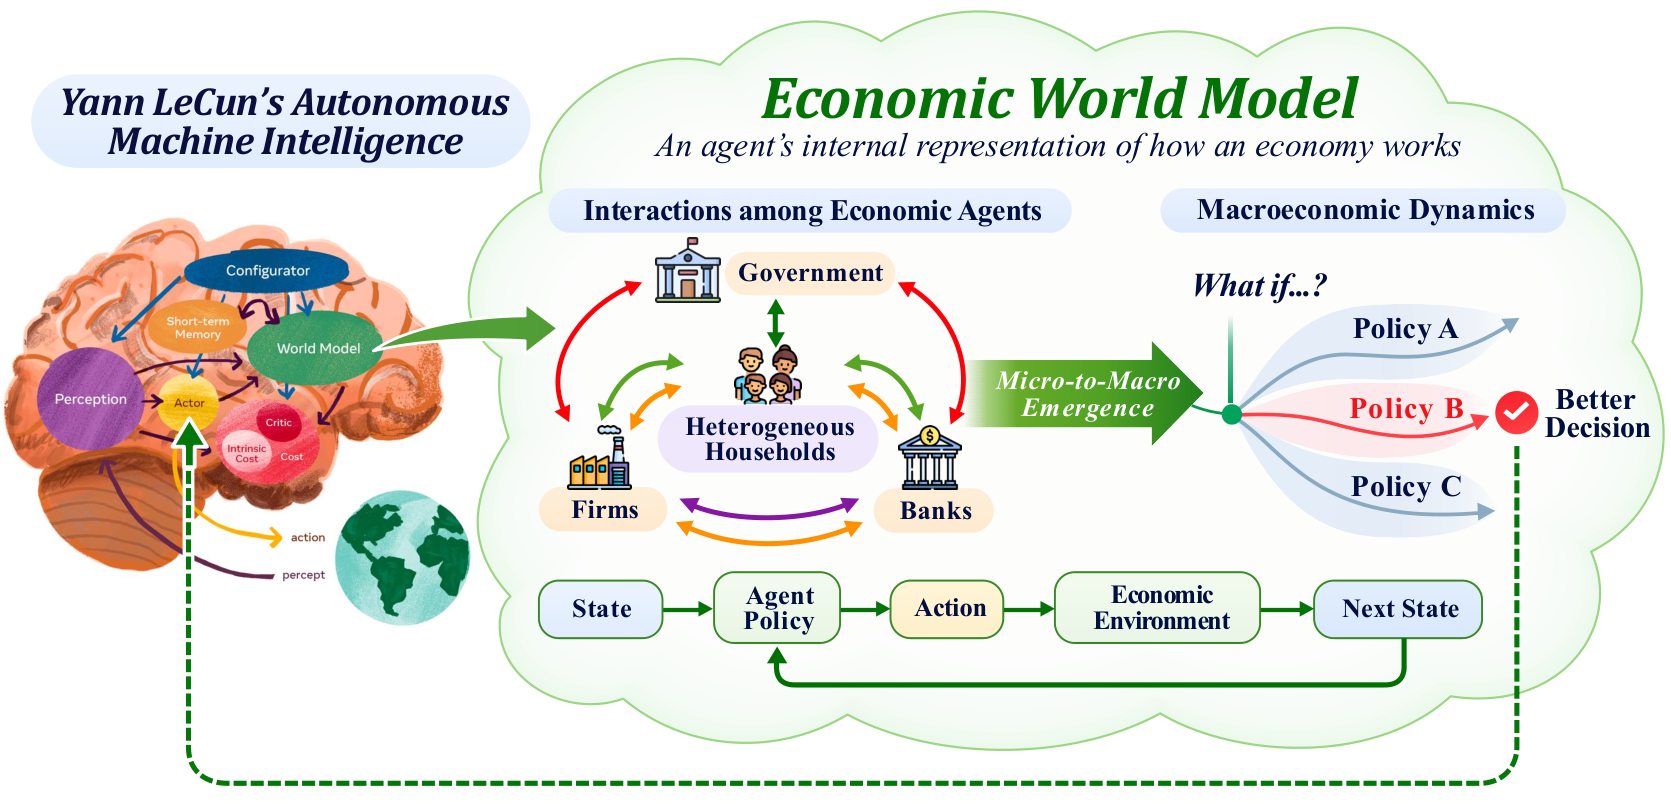 Yann LeCun's Autonomous
Machine Intelligence
Configurator
Short-term
Memory
World Model
Perception
Actor
Critic
Intrinsic
Cost
Cost
action
percept
Economic World Model
An agent's internal representation of how an economy works
Interactions among Economic Agents
Government
Heterogeneous
Households
Firms
$
Banks
Micro-to-Macro
Emergence
Macroeconomic Dynamics
What if...?
Policy A
Policy B
Policy C
Better
Decision
State
Agent
Policy
Action
Economic
Environment
Next State